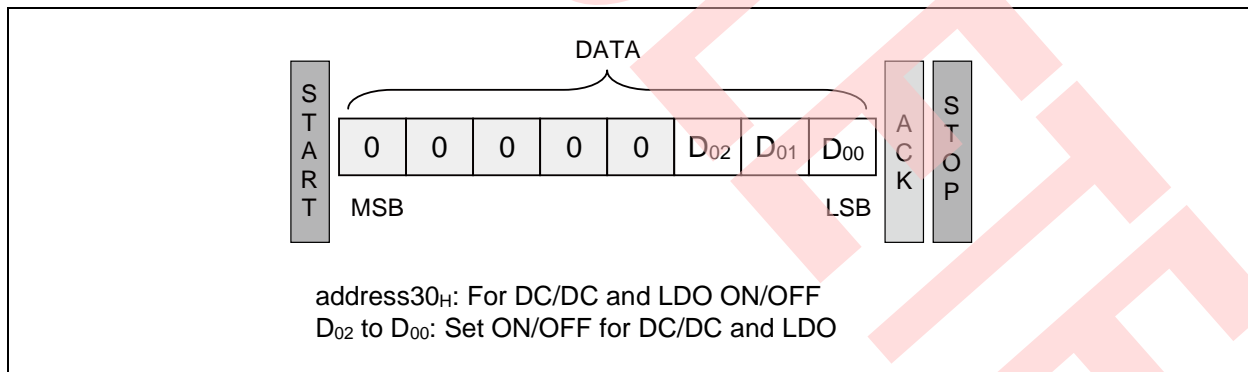 DATA
START
0 0 0 0 0 D02 D01 D00
ACK
STOP
MSB LSB
address30H: For DC/DC and LDO ON/OFF
D02 to D00: Set ON/OFF for DC/DC and LDO